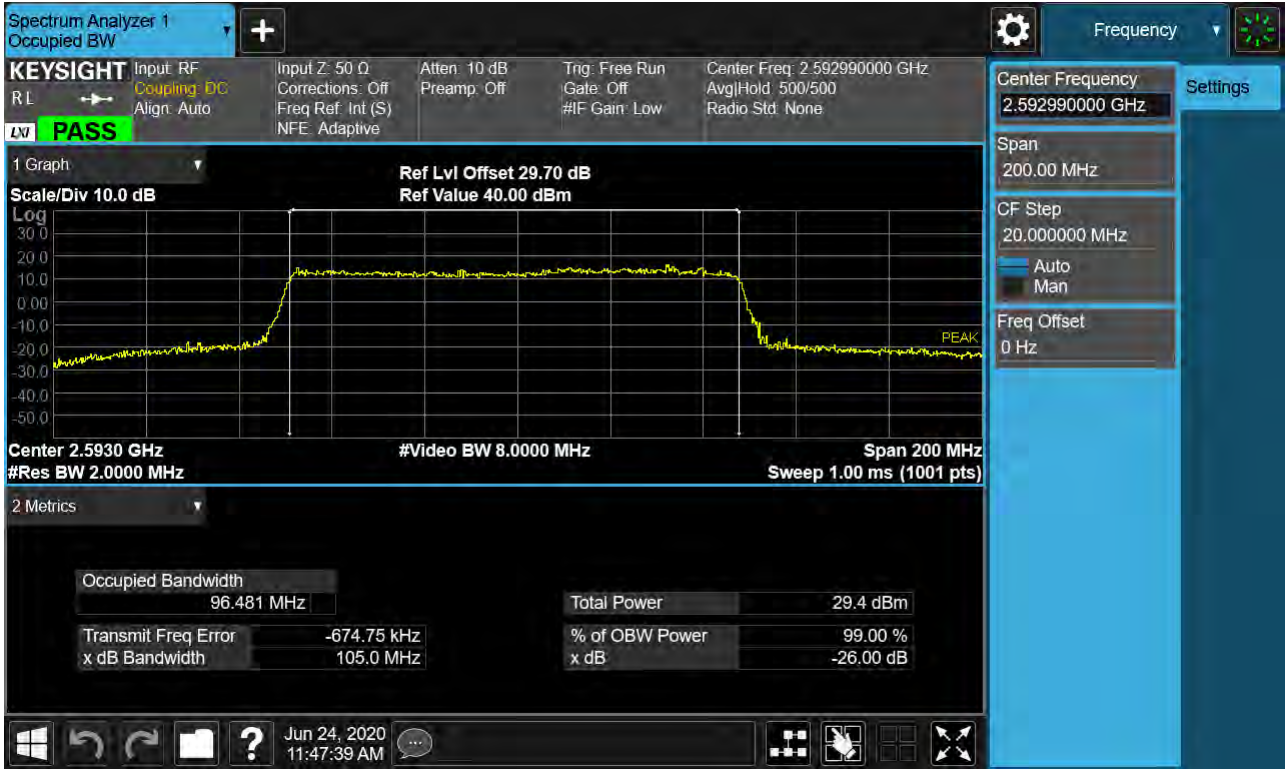 Spectrum Analyzer 1
Occupied BW
Frequency
KEYSIGHT
R L
LXI
PASS
Input: RF
Coupling: DC
Align: Auto
Input Z: 50 Ω
Corrections: Off
Freq Ref: Int (S)
NFE: Adaptive
Atten: 10 dB
Preamp: Off
Trig: Free Run
Gate: Off
#IF Gain: Low
Center Freq: 2.592990000 GHz
Avg|Hold: 500/500
Radio Std: None
Center Frequency
2.592990000 GHz
Settings
Span
200.00 MHz
CF Step
20.000000 MHz
Auto
Man
Freq Offset
0 Hz
1 Graph
Scale/Div 10.0 dB
Ref Lvl Offset 29.70 dB
Ref Value 40.00 dBm
Log
30.0
20.0
10.0
0.00
-10.0
-20.0
-30.0
-40.0
-50.0
PEAK
Center 2.5930 GHz
#Video BW 8.0000 MHz
Span 200 MHz
#Res BW 2.0000 MHz
Sweep 1.00 ms (1001 pts)
2 Metrics
Occupied Bandwidth
96.481 MHz
Total Power 29.4 dBm
Transmit Freq Error -674.75 kHz
% of OBW Power 99.00 %
x dB Bandwidth 105.0 MHz
x dB -26.00 dB
?
Jun 24, 2020
11:47:39 AM